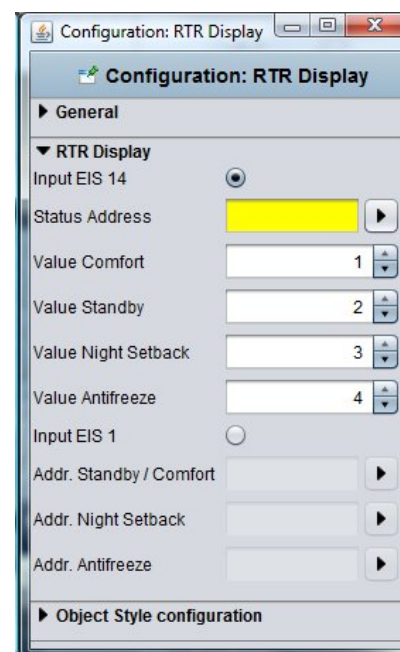 Configuration: RTR Display
Configuration: RTR Display
General
RTR Display
Input EIS 14
Status Address
Value Comfort 1
Value Standby 2
Value Night Setback 3
Value Antifreeze 4
Input EIS 1
Addr. Standby / Comfort
Addr. Night Setback
Addr. Antifreeze
Object Style configuration